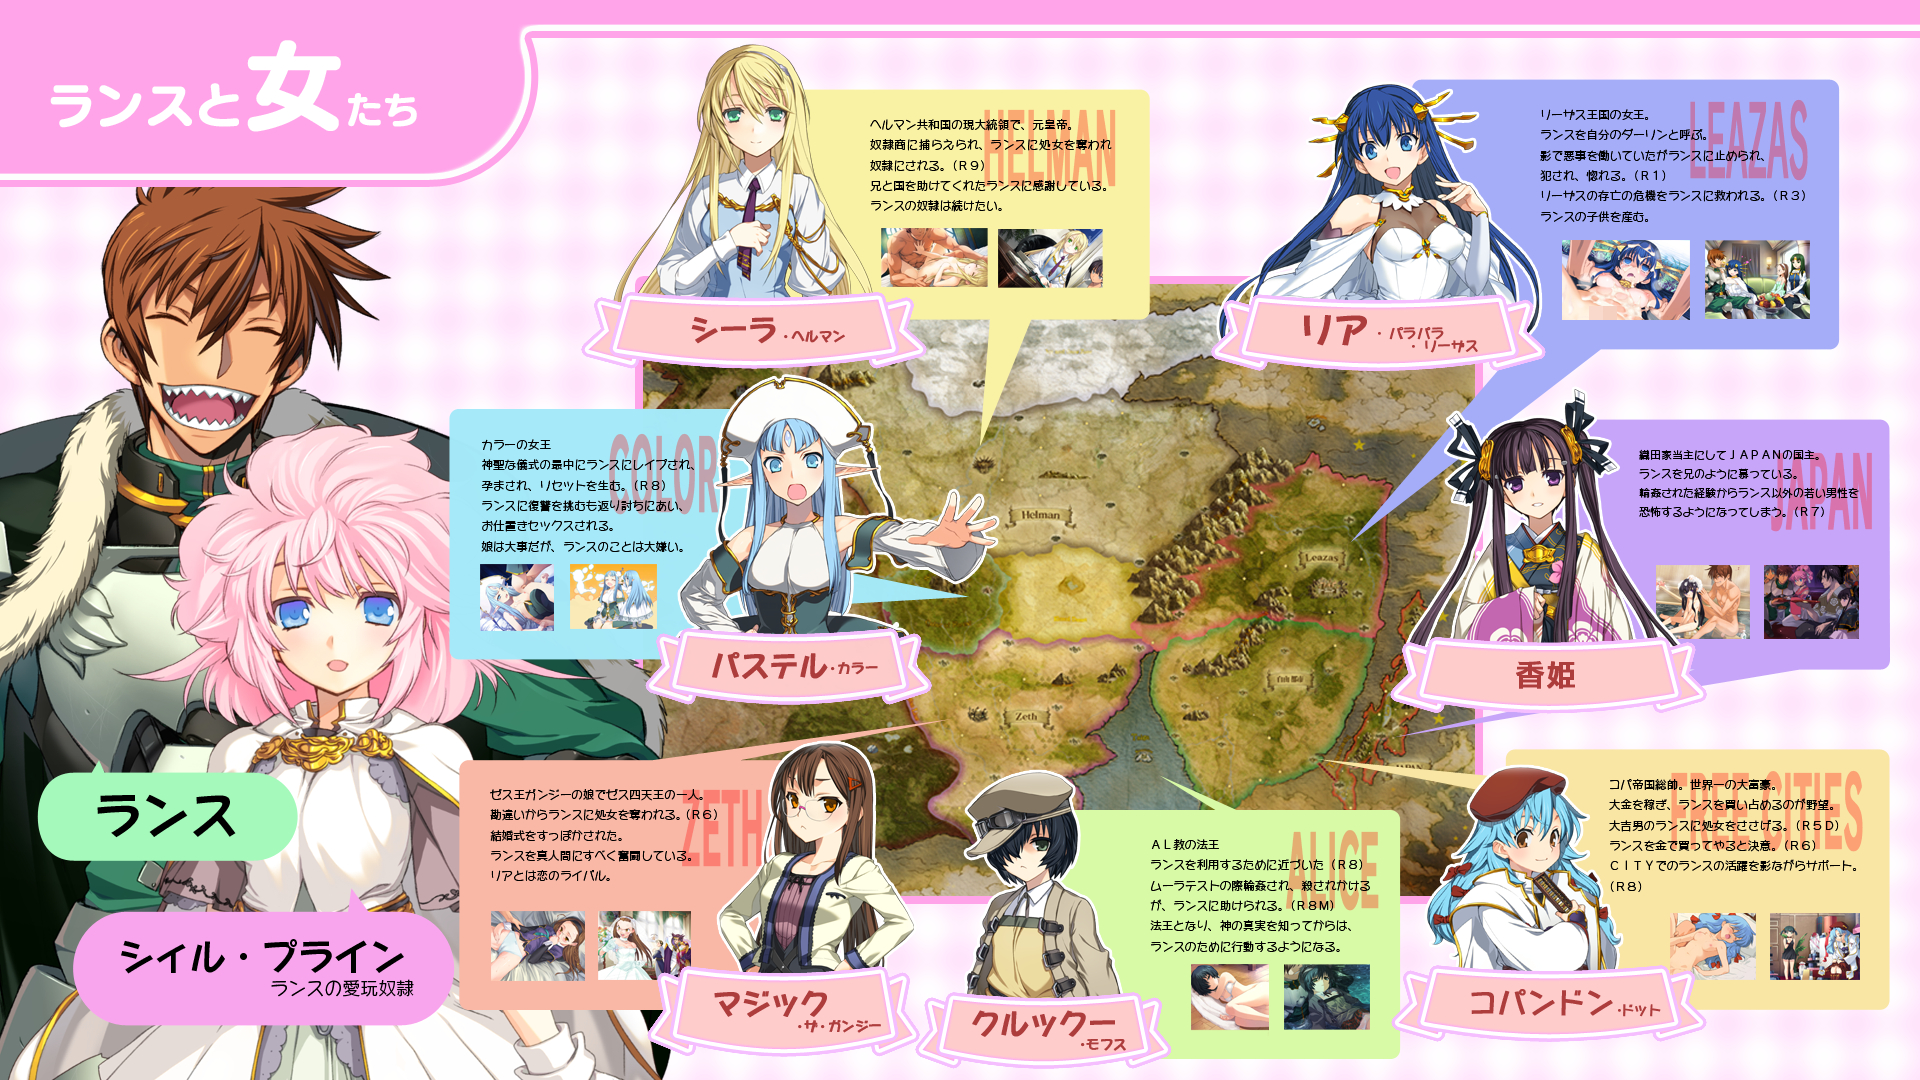 ランスと女たち
ヘルマン共和国の現大統領で、元皇帝。
奴隷商に捕らえられ、ランスに処女を奪われ
奴隷にされる。(R9)
兄と国を助けてくれたランスに感謝している。
ランスの奴隷は続けたい。
HELMAN
シーラ・ヘルマン
リーサス王国の女王。
ランスを自分のダーリンと呼ぶ。
影で悪事を働いていたがランスに止められ、
犯され、惚れる。(R1)
リーサスの存亡の危機をランスに救われる。(R3)
ランスの子供を産む。
LEAZAS
リア・パラパラ
・リーサス
カラーの女王
神聖な儀式の最中にランスにレイプされ、
孕まされ、リセットを生む。(R8)
ランスに復讐を挑むも返り討ちにあい、
お仕置きセックスされる。
娘は大事だが、ランスのことは大嫌い。
COLOR
パステル・カラー
織田家当主にしてJAPANの国主。
ランスを兄のように慕っている。
輪姦された経験からランス以外の若い男性を
恐怖するようになってしまう。(R7)
JAPAN
香姫
Helman
Leazas
自由都市
Zeth
JAPAN
ゼス王ガンジーの娘でゼス四天王の一人。
勘違いからランスに処女を奪われる。(R6)
結婚式をすっぽかされた。
ランスを真人間にすべく奮闘している。
リアとは恋のライバル。
ZETH
マジック
・ザ・ガンジー
AL教の法王
ランスを利用するために近づいた(R8)
ムーラテストの際輪姦され、殺されかける
が、ランスに助けられる。(R8M)
法王となり、神の真実を知ってからは、
ランスのために行動するようになる。
ALICE
クルックー
・モフス
コパ帝国総帥。世界一の大富豪。
大金を稼ぎ、ランスを買い占めるのが野望。
大吉男のランスに処女をささげる。(R5D)
ランスを金で買ってやると決意。(R6)
CITYでのランスの活躍を影ながらサポート。
(R8)
FREE CITIES
コパンドン・ドット
ランス
シィル・プライン
ランスの愛玩奴隷